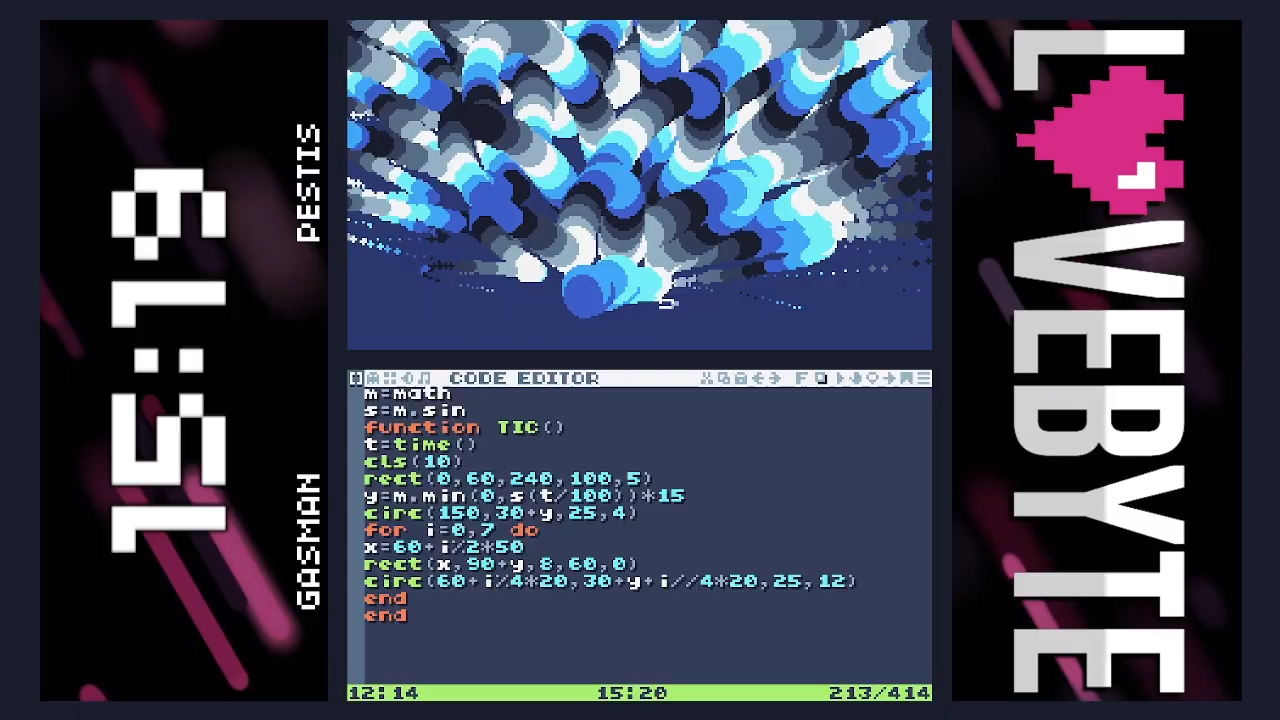 15:19
PESTIS
GASMAN
CODE EDITOR
m=math
s=m.sin
function TIC()
t=time()
cls(10)
rect(0,60,240,100,5)
y=m.min(0,s(t/100))*15
circ(150,30+y,25,4)
for i=0,7 do
x=60+i%2*50
rect(x,90+y,8,60,0)
circ(60+i%4*20,30+y+i//4*20,25,12)
end
end
12:14
15:20
213/414
L VEBYTE